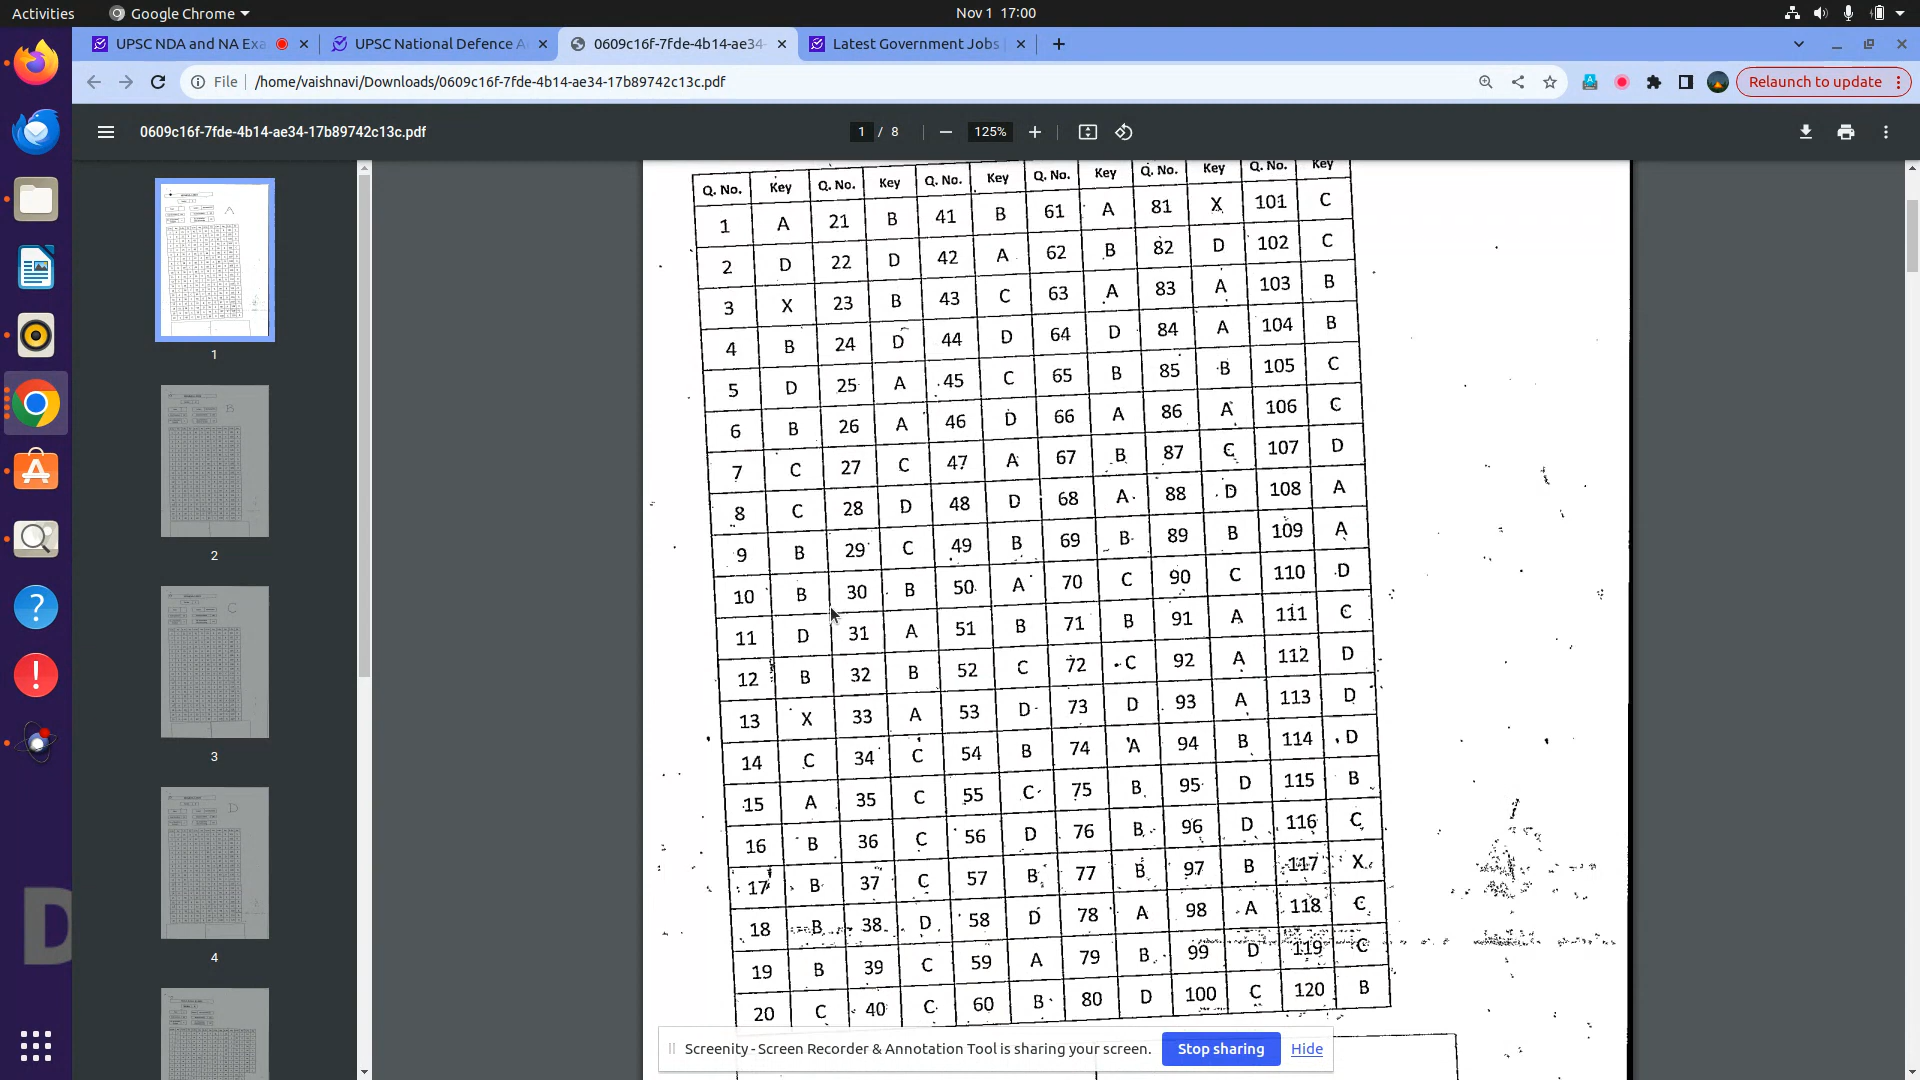 Activities Google Chrome Nov 1 17:00
UPSC NDA and NA Exa UPSC National Defence A 0609c16f-7fde-4b14-ae34- Latest Government Jobs
File /home/vaishnavi/Downloads/0609c16f-7fde-4b14-ae34-17b89742c13c.pdf Relaunch to update
0609c16f-7fde-4b14-ae34-17b89742c13c.pdf 1 / 8 125%
Q. No. Key Q. No. Key Q. No. Key Q. No. Key Q. No. Key Q. No. Key
1 A 21 B 41 B 61 A 81 X 101 C
2 D 22 D 42 A 62 B 82 D 102 C
3 X 23 B 43 C 63 A 83 A 103 B
4 B 24 D 44 D 64 D 84 A 104 B
5 D 25 A 45 C 65 B 85 B 105 C
6 B 26 A 46 D 66 A 86 A 106 C
7 C 27 C 47 A 67 B 87 C 107 D
8 C 28 D 48 D 68 A 88 D 108 A
9 B 29 C 49 B 69 B 89 B 109 A
10 B 30 B 50 A 70 C 90 C 110 D
11 D 31 A 51 B 71 B 91 A 111 C
12 B 32 B 52 C 72 C 92 A 112 D
13 X 33 A 53 D 73 D 93 A 113 D
14 C 34 C 54 B 74 A 94 B 114 D
15 A 35 C 55 C 75 B 95 D 115 B
16 B 36 C 56 D 76 B 96 D 116 C
17 B 37 C 57 B 77 B 97 B 117 X
18 B 38 D 58 D 78 A 98 A 118 C
19 B 39 C 59 A 79 B 99 D 119 C
20 C 40 C 60 B 80 D 100 C 120 B
1
2
3
4
Screenity - Screen Recorder & Annotation Tool is sharing your screen. Stop sharing Hide